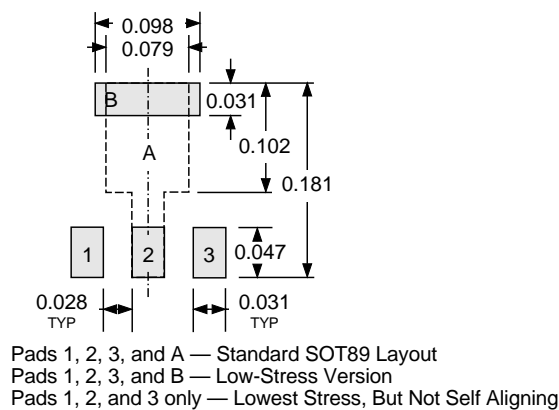 0.098
0.079
B
0.031
A
0.102
0.181
1
2
3
0.047
0.028
TYP
0.031
TYP
Pads 1, 2, 3, and A — Standard SOT89 Layout
Pads 1, 2, 3, and B — Low-Stress Version
Pads 1, 2, and 3 only — Lowest Stress, But Not Self Aligning